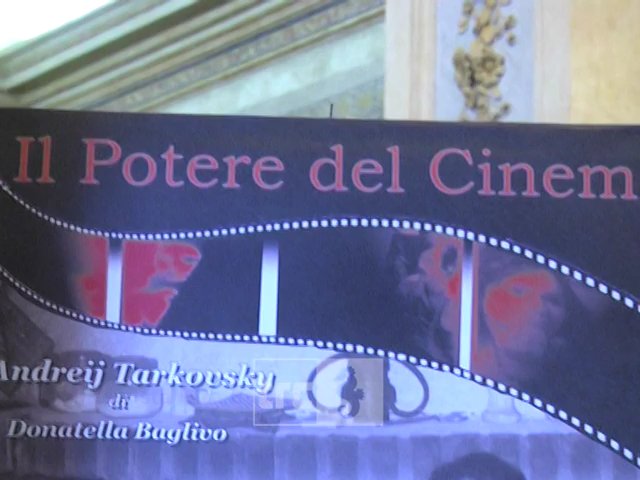 Il Potere del Cinem
Andreij Tarkovsky
di
Donatella Baglivo